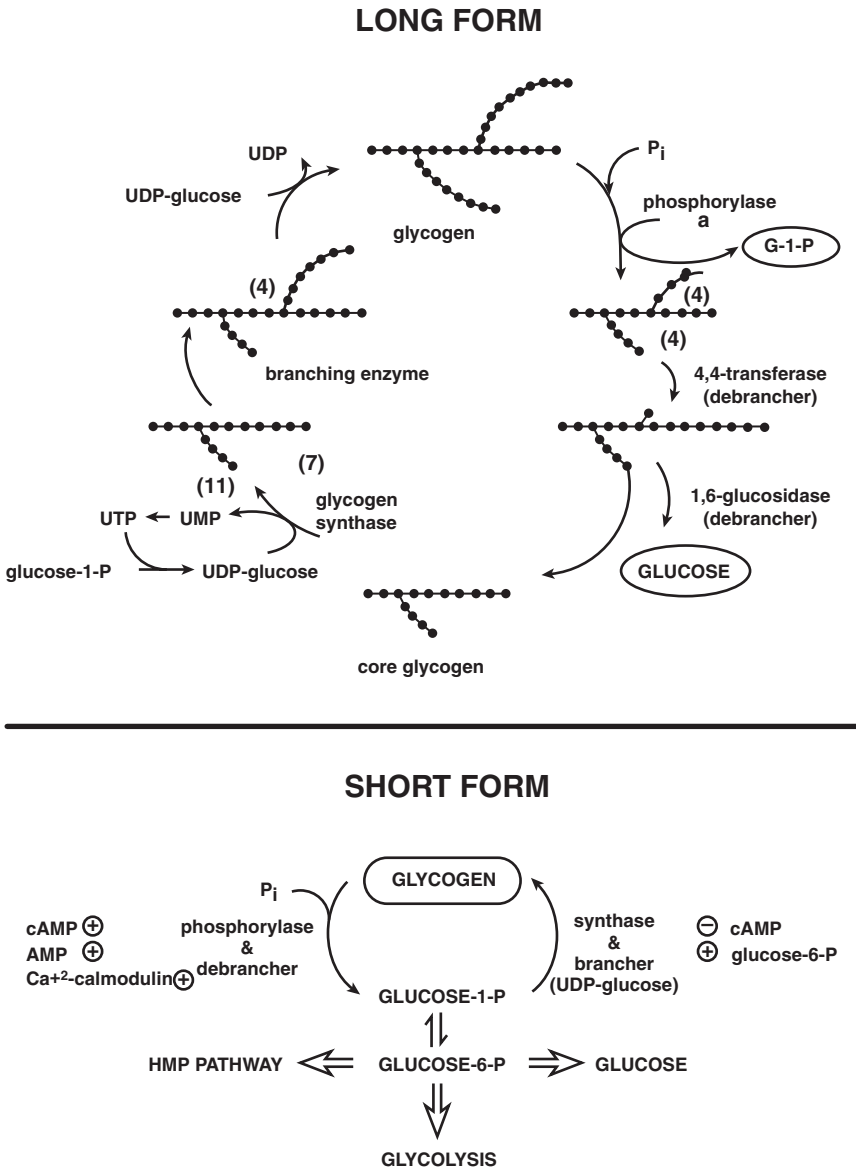 LONG FORM
UDP
UDP-glucose
glycogen
Pi
phosphorylase
a
G-1-P
(4)
(4)
(4)
branching enzyme
4,4-transferase
(debrancher)
(7)
(11)
glycogen
synthase
UTP
UMP
glucose-1-P
UDP-glucose
1,6-glucosidase
(debrancher)
GLUCOSE
core glycogen
SHORT FORM
Pi
GLYCOGEN
cAMP +
AMP +
Ca+²-calmodulin +
phosphorylase
&
debrancher
synthase
&
brancher
(UDP-glucose)
− cAMP
+ glucose-6-P
GLUCOSE-1-P
HMP PATHWAY
GLUCOSE-6-P
GLUCOSE
GLYCOLYSIS